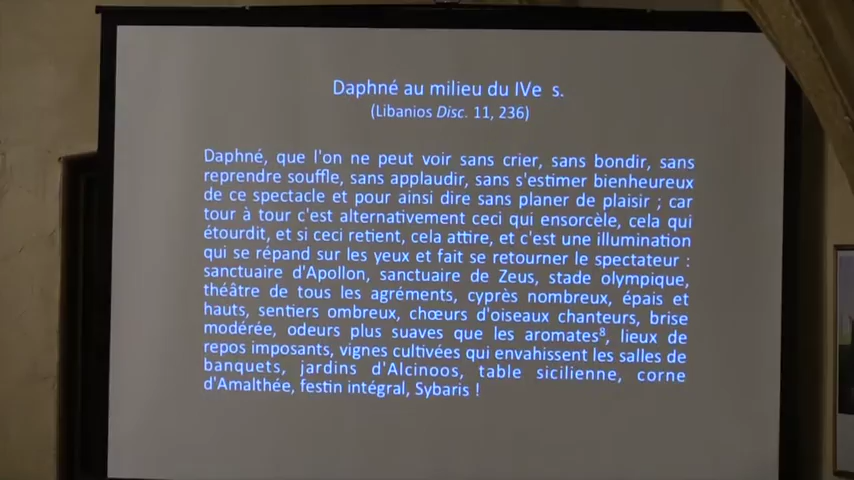 Daphné au milieu du IVe s.
(Libanios Disc. 11, 236)
Daphné, que l'on ne peut voir sans crier, sans bondir, sans
reprendre souffle, sans applaudir, sans s'estimer bienheureux
de ce spectacle et pour ainsi dire sans planer de plaisir ; car
tour à tour c'est alternativement ceci qui ensorcèle, cela qui
étourdit, et si ceci retient, cela attire, et c'est une illumination
qui se répand sur les yeux et fait se retourner le spectateur :
sanctuaire d'Apollon, sanctuaire de Zeus, stade olympique,
théâtre de tous les agréments, cyprès nombreux, épais et
hauts, sentiers ombreux, chœurs d'oiseaux chanteurs, brise
modérée, odeurs plus suaves que les aromates⁸, lieux de
repos imposants, vignes cultivées qui envahissent les salles de
banquets, jardins d'Alcinoos, table sicilienne, corne
d'Amalthée, festin intégral, Sybaris !